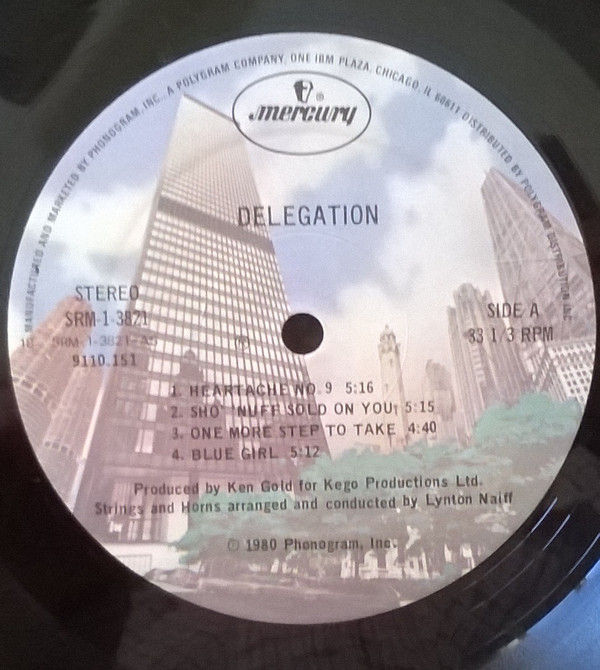 MANUFACTURED AND MARKETED BY PHONOGRAM, INC., A POLYGRAM COMPANY, ONE IBM PLAZA, CHICAGO, IL 60611 DISTRIBUTED BY POLYGRAM DISTRIBUTION INC.
mercury ®
DELEGATION
STEREO
SRM-1-3821
SRM-1-3821-AS
9110.151
Ⓟ
SIDE A
33 1/3 RPM
1. HEARTACHE NO. 9 5:16
2. SHO' 'NUFF SOLD ON YOU 5:15
3. ONE MORE STEP TO TAKE 4:40
4. BLUE GIRL 5:12
Produced by Ken Gold for Kego Productions Ltd.
Strings and Horns arranged and conducted by Lynton Naiff
Ⓟ 1980 Phonogram, Inc.